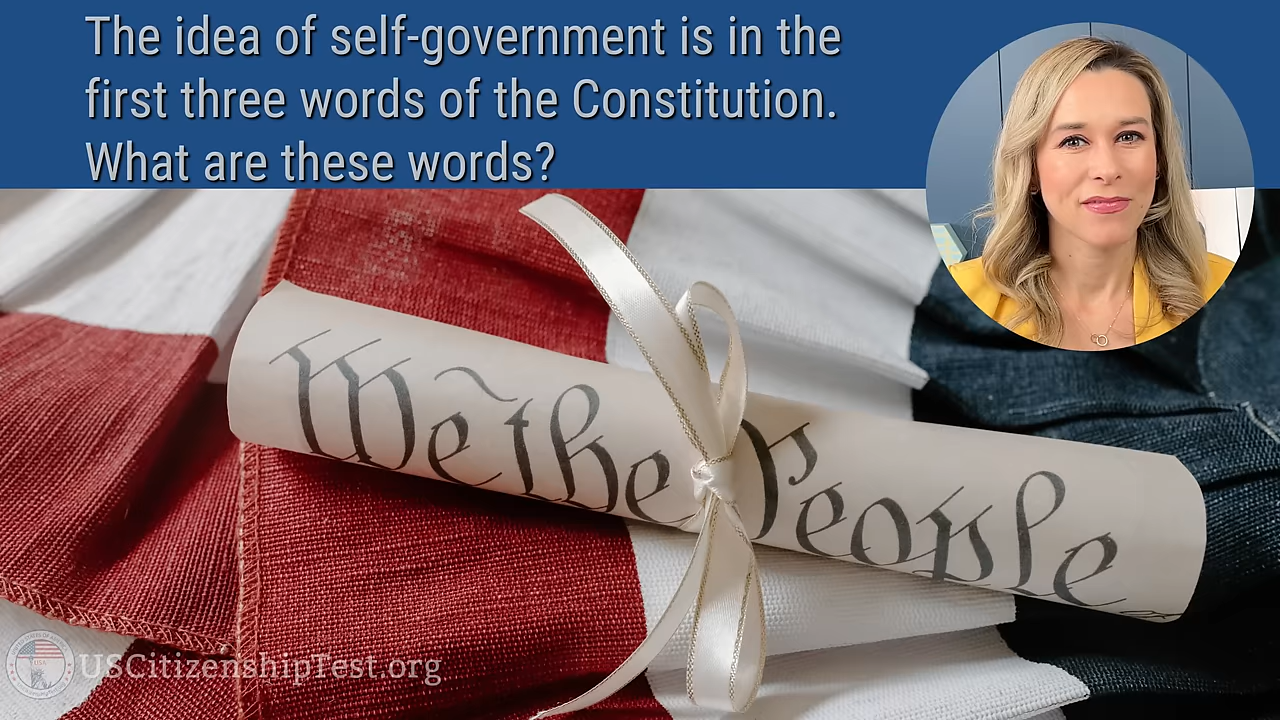 The idea of self-government is in the
first three words of the Constitution.
What are these words?
We the People
USCitizenshipTest.org